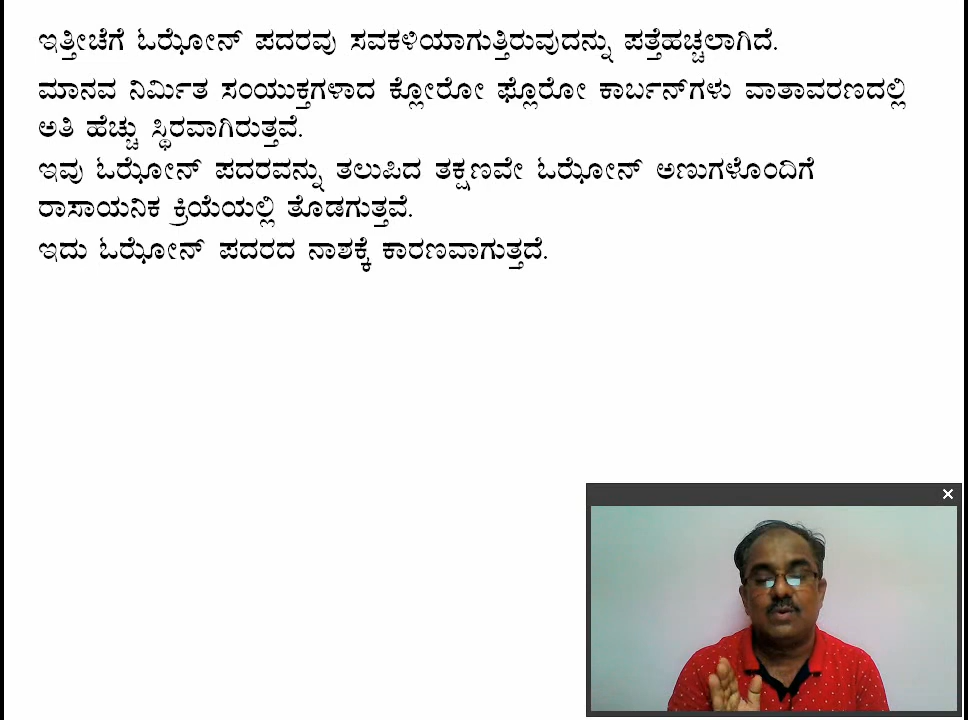 ಇತ್ತೀಚೆಗೆ ಓಝೋನ್ ಪದರವು ಸವಕಳಿಯಾಗುತ್ತಿರುವುದನ್ನು ಪತ್ತೆಹಚ್ಚಲಾಗಿದೆ.
ಮಾನವ ನಿರ್ಮಿತ ಸಂಯುಕ್ತಗಳಾದ ಕ್ಲೋರೋ ಫ್ಲೊರೋ ಕಾರ್ಬನ್‌ಗಳು ವಾತಾವರಣದಲ್ಲಿ
ಅತಿ ಹೆಚ್ಚು ಸ್ಥಿರವಾಗಿರುತ್ತವೆ.
ಇವು ಓಝೋನ್ ಪದರವನ್ನು ತಲುಪಿದ ತಕ್ಷಣವೇ ಓಝೋನ್ ಅಣುಗಳೊಂದಿಗೆ
ರಾಸಾಯನಿಕ ಕ್ರಿಯೆಯಲ್ಲಿ ತೊಡಗುತ್ತವೆ.
ಇದು ಓಝೋನ್ ಪದರದ ನಾಶಕ್ಕೆ ಕಾರಣವಾಗುತ್ತದೆ.